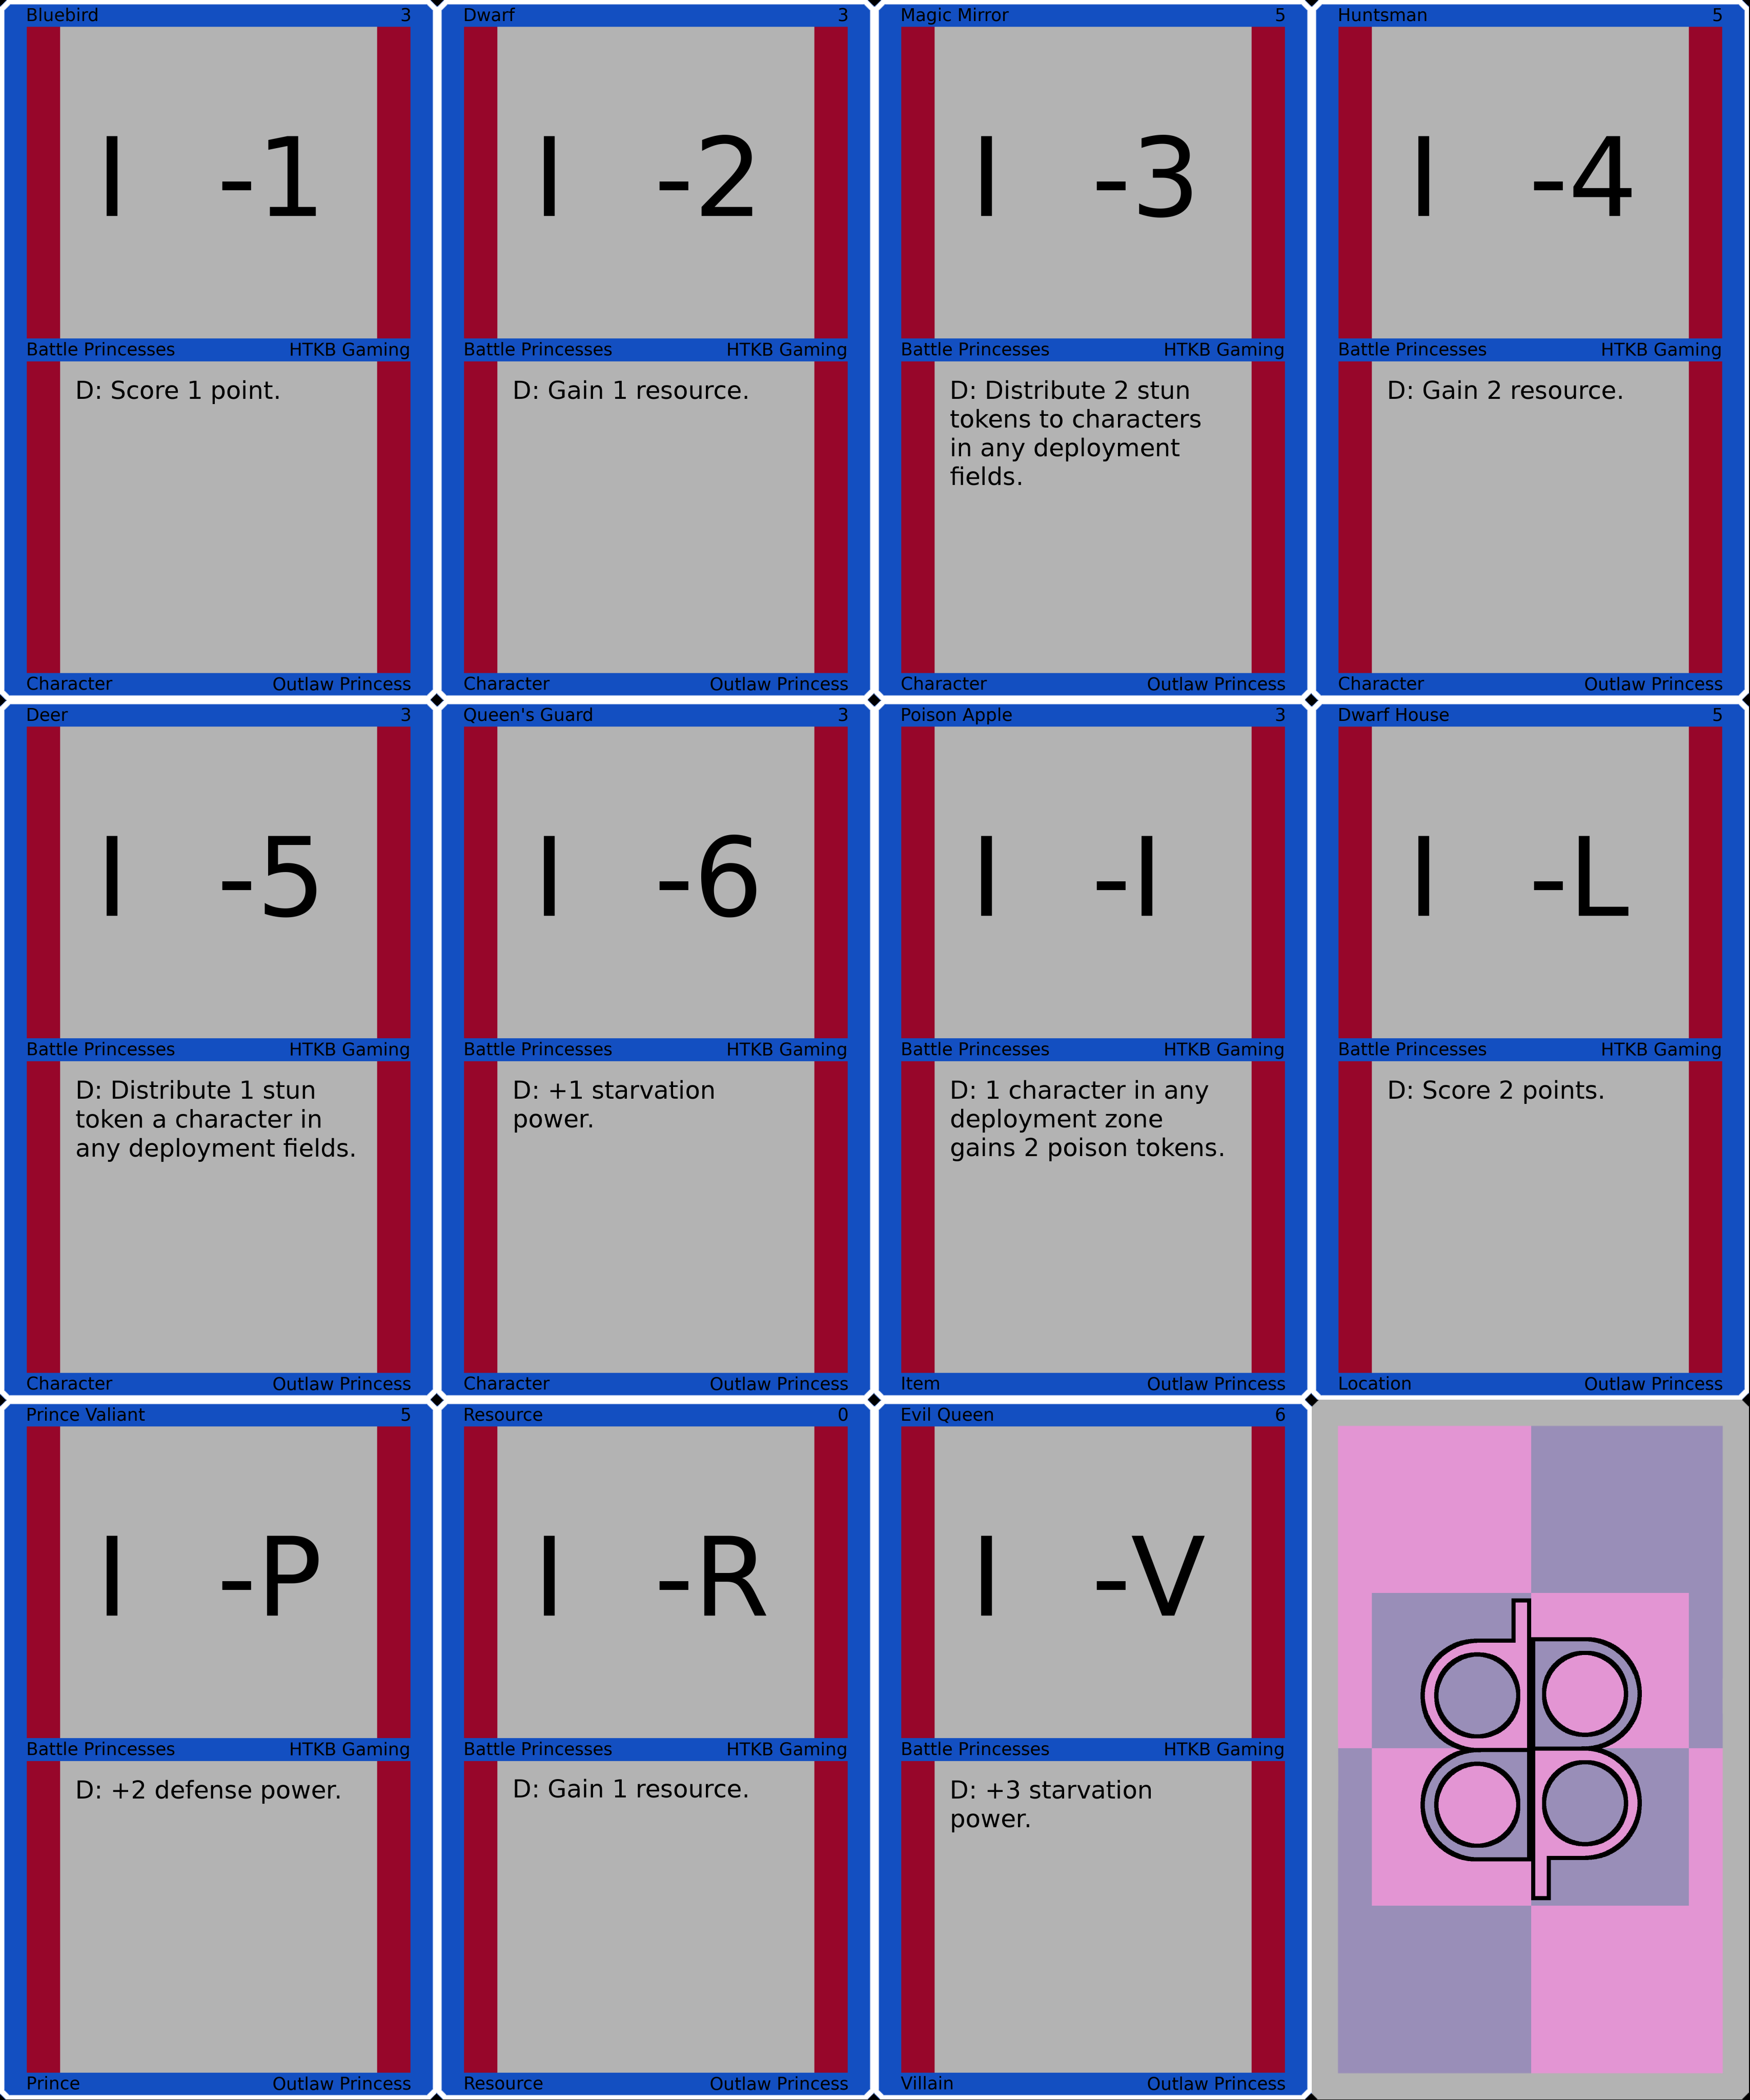 Bluebird 3
I -1
Battle Princesses HTKB Gaming
D: Score 1 point.
Character Outlaw Princess
Dwarf 3
I -2
Battle Princesses HTKB Gaming
D: Gain 1 resource.
Character Outlaw Princess
Magic Mirror 5
I -3
Battle Princesses HTKB Gaming
D: Distribute 2 stun
tokens to characters
in any deployment
fields.
Character Outlaw Princess
Huntsman 5
I -4
Battle Princesses HTKB Gaming
D: Gain 2 resource.
Character Outlaw Princess
Deer 3
I -5
Battle Princesses HTKB Gaming
D: Distribute 1 stun
token a character in
any deployment fields.
Character Outlaw Princess
Queen's Guard 3
I -6
Battle Princesses HTKB Gaming
D: +1 starvation
power.
Character Outlaw Princess
Poison Apple 3
I -I
Battle Princesses HTKB Gaming
D: 1 character in any
deployment zone
gains 2 poison tokens.
Item Outlaw Princess
Dwarf House 5
I -L
Battle Princesses HTKB Gaming
D: Score 2 points.
Location Outlaw Princess
Prince Valiant 5
I -P
Battle Princesses HTKB Gaming
D: +2 defense power.
Prince Outlaw Princess
Resource 0
I -R
Battle Princesses HTKB Gaming
D: Gain 1 resource.
Resource Outlaw Princess
Evil Queen 6
I -V
Battle Princesses HTKB Gaming
D: +3 starvation
power.
Villain Outlaw Princess